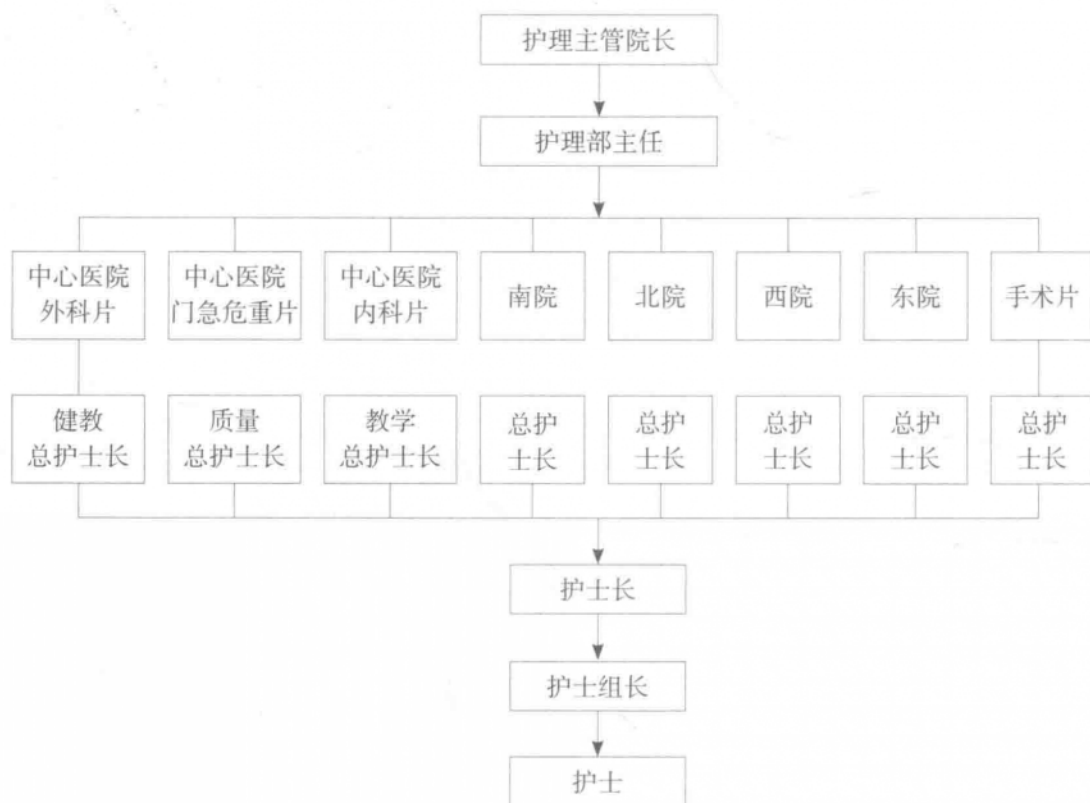 护理主管院长
护理部主任
中心医院
外科片
中心医院
门急危重片
中心医院
内科片
南院
北院
西院
东院
手术片
健教
总护士长
质量
总护士长
教学
总护士长
总护
士长
总护
士长
总护
士长
总护
士长
总护
士长
护士长
护士组长
护士